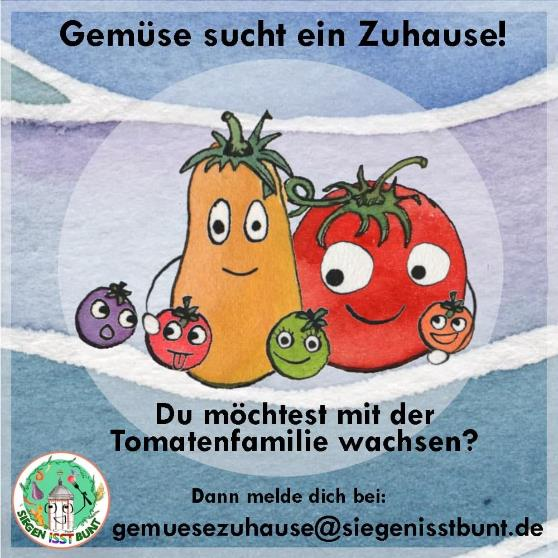 Gemüse sucht ein Zuhause!
Du möchtest mit der
Tomatenfamilie wachsen?
Dann melde dich bei:
gemuesezuhause@siegenisstbunt.de
SIEGEN ISST BUNT